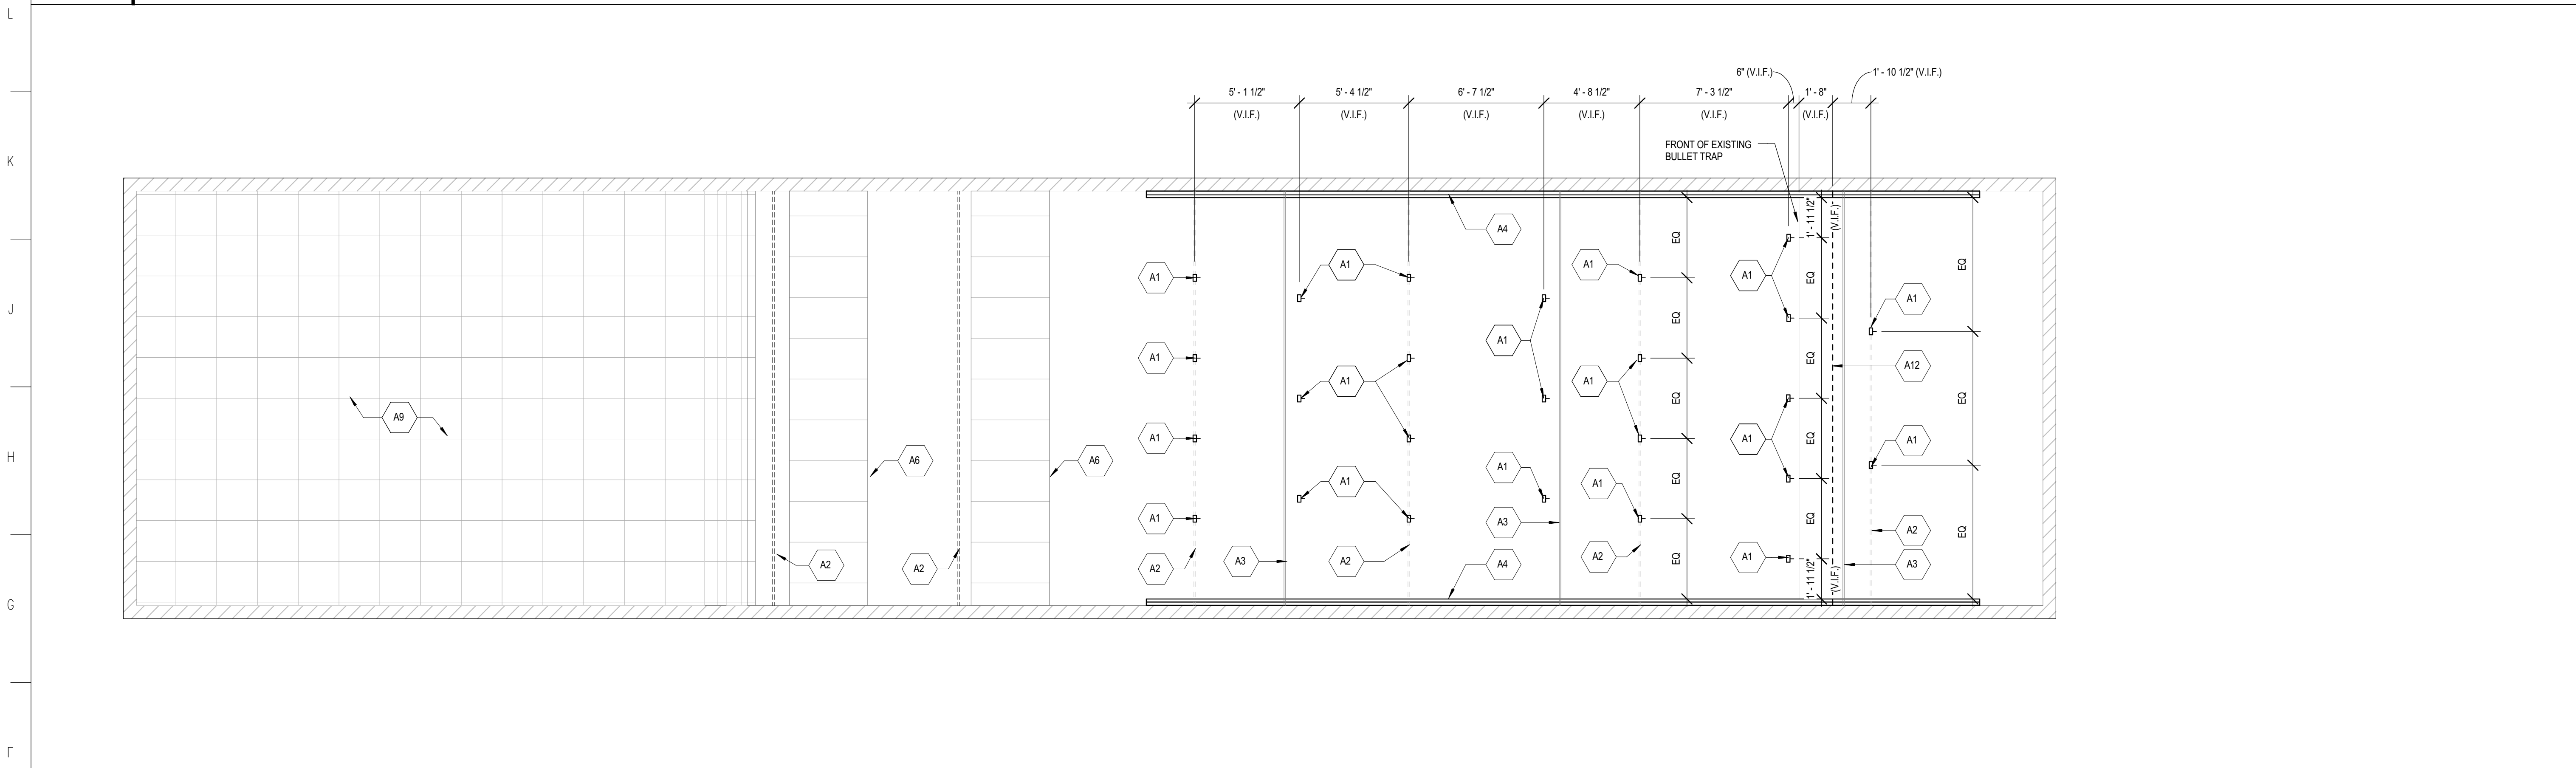 L
K
J
H
G
F
5' - 1 1/2"
(V.I.F.)
5' - 4 1/2"
(V.I.F.)
6' - 7 1/2"
(V.I.F.)
4' - 8 1/2"
(V.I.F.)
7' - 3 1/2"
(V.I.F.)
6" (V.I.F.)
1' - 8"
(V.I.F.)
1' - 10 1/2" (V.I.F.)
FRONT OF EXISTING
BULLET TRAP
A9
A2
A6
A2
A6
A1
A1
A1
A1
A2
A3
A1
A1
A1
A2
A4
A1
A1
A3
A4
A1
A1
A1
A2
EQ
EQ
EQ
EQ
EQ
A1
A1
A1
1' - 11 1/2"
(V.I.F.)
EQ
EQ
EQ
EQ
1' - 11 1/2"
(V.I.F.)
A1
A12
A1
A2
A3
EQ
EQ
EQ